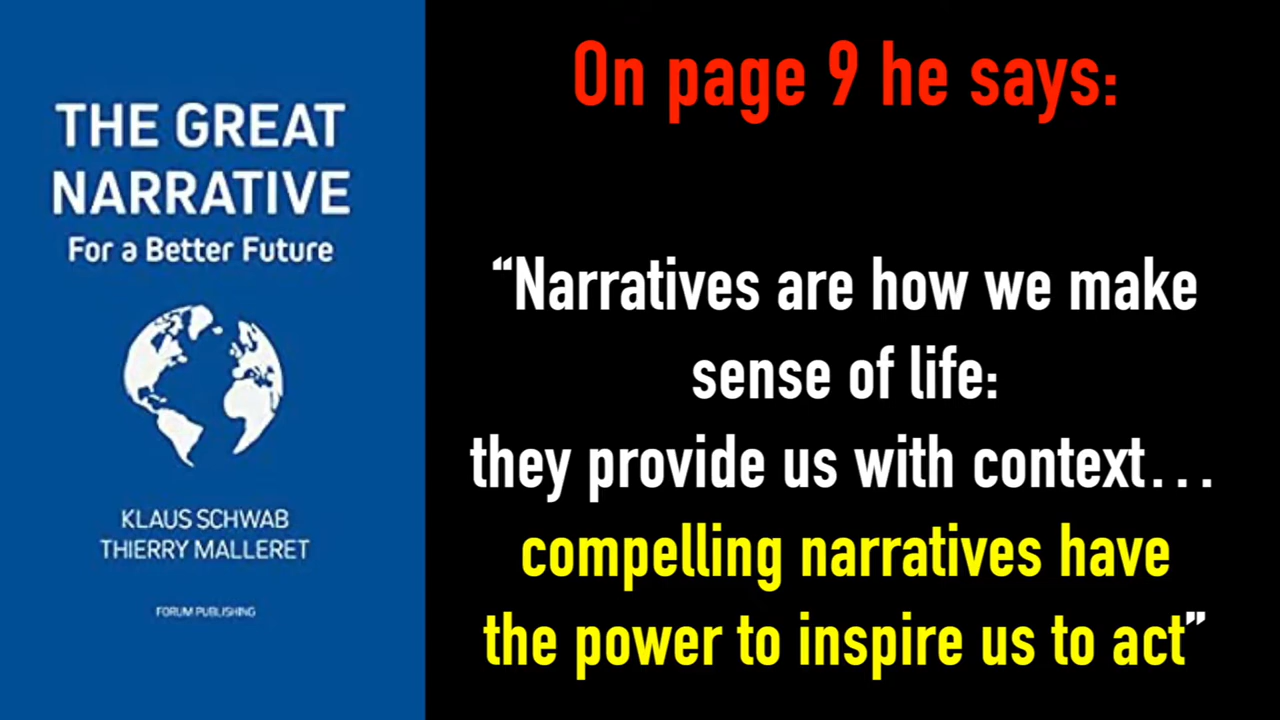 THE GREAT
NARRATIVE
For a Better Future
KLAUS SCHWAB
THIERRY MALLERET
FORUM PUBLISHING
On page 9 he says:
“Narratives are how we make
sense of life:
they provide us with context...
compelling narratives have
the power to inspire us to act”